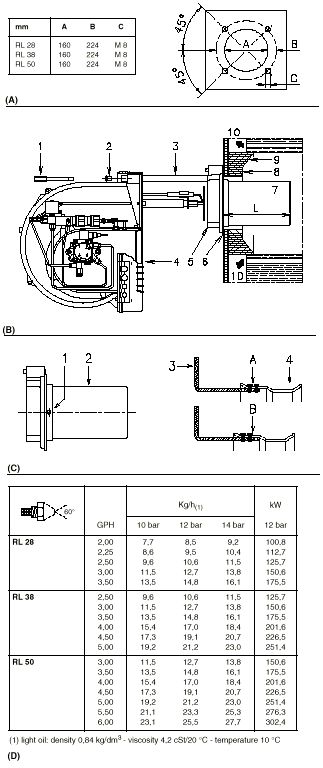 mm A B C
RL 28 160 224 M 8
RL 38 160 224 M 8
RL 50 160 224 M 8
45°
45°
A
B
C
(A)
1 2 3 10
9
8
7
L
4 5 6 1D
(B)
1 2
3 A 4
B
(C)
60°
GPH Kg/h(1) kW
10 bar 12 bar 14 bar 12 bar
RL 28 2,00 7,7 8,5 9,2 100,8
2,25 8,6 9,5 10,4 112,7
2,50 9,6 10,6 11,5 125,7
3,00 11,5 12,7 13,8 150,6
3,50 13,5 14,8 16,1 175,5
RL 38 2,50 9,6 10,6 11,5 125,7
3,00 11,5 12,7 13,8 150,6
3,50 13,5 14,8 16,1 175,5
4,00 15,4 17,0 18,4 201,6
4,50 17,3 19,1 20,7 226,5
5,00 19,2 21,2 23,0 251,4
RL 50 3,00 11,5 12,7 13,8 150,6
3,50 13,5 14,8 16,1 175,5
4,00 15,4 17,0 18,4 201,6
4,50 17,3 19,1 20,7 226,5
5,00 19,2 21,2 23,0 251,4
5,50 21,1 23,3 25,3 276,3
6,00 23,1 25,5 27,7 302,4
(1) light oil: density 0,84 kg/dm³ - viscosity 4,2 cSt/20 °C - temperature 10 °C
(D)